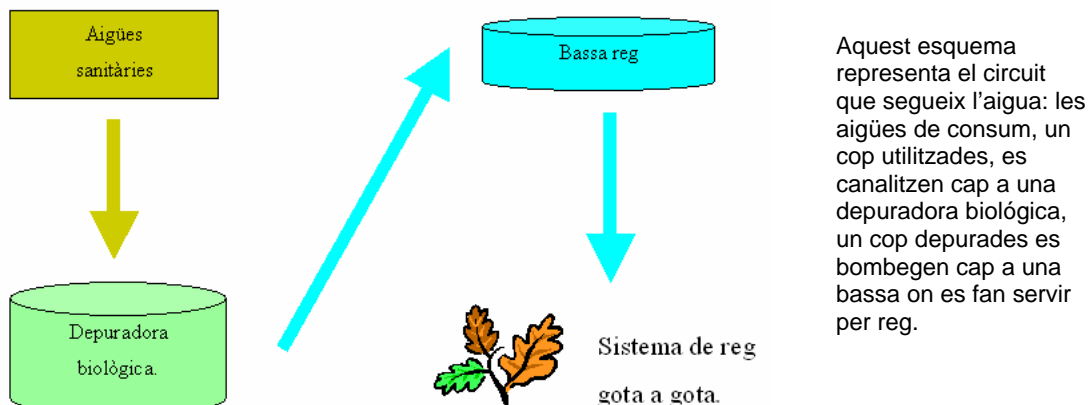 Aigües
sanitàries
Depuradora
biològica.
Bassa reg
Sistema de reg
gota a gota.
Aquest esquema
representa el circuit
que segueix l’aigua: les
aigües de consum, un
cop utilitzades, es
canalitzen cap a una
depuradora biológica,
un cop depurades es
bombegen cap a una
bassa on es fan servir
per reg.